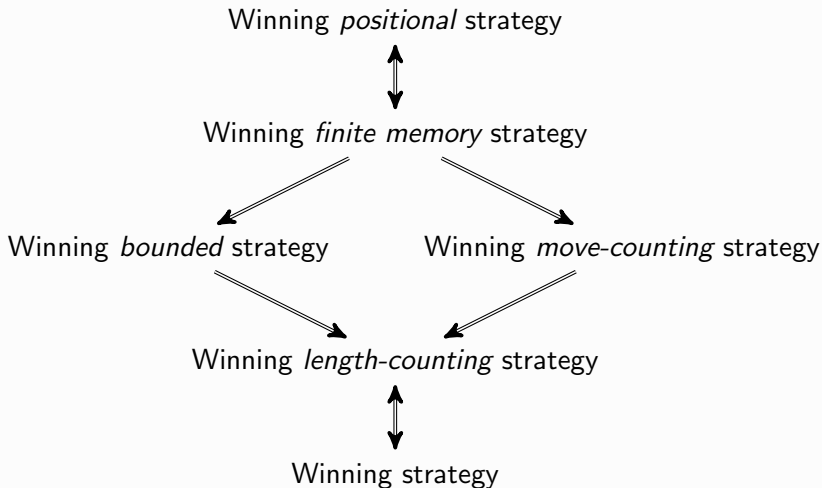 Winning positional strategy
Winning finite memory strategy
Winning bounded strategy
Winning move-counting strategy
Winning length-counting strategy
Winning strategy